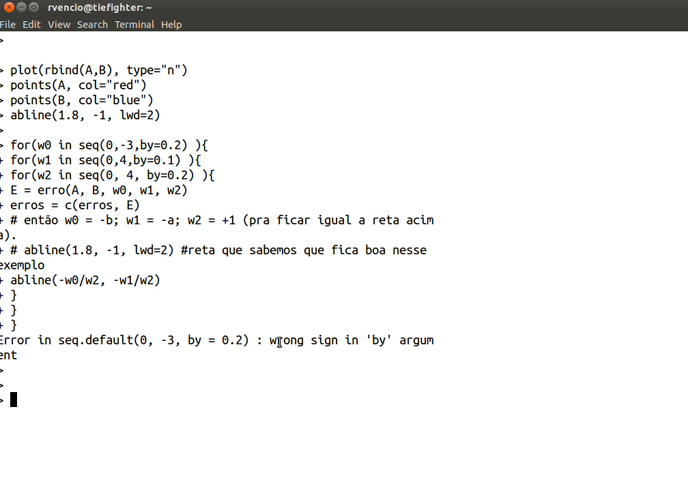 rvencio@tiefighter: ~
File Edit View Search Terminal Help
>
> plot(rbind(A,B), type="n")
> points(A, col="red")
> points(B, col="blue")
> abline(1.8, -1, lwd=2)
>
> for(w0 in seq(0,-3,by=0.2) ){
+ for(w1 in seq(0,4,by=0.1) ){
+ for(w2 in seq(0, 4, by=0.2) ){
+ E = erro(A, B, w0, w1, w2)
+ erros = c(erros, E)
+ # então w0 = -b; w1 = -a; w2 = +1 (pra ficar igual a reta acim
a).
+ # abline(1.8, -1, lwd=2) #reta que sabemos que fica boa nesse
exemplo
+ abline(-w0/w2, -w1/w2)
+ }
+ }
+ }
Error in seq.default(0, -3, by = 0.2) : wrong sign in 'by' argum
ent
>
>
>